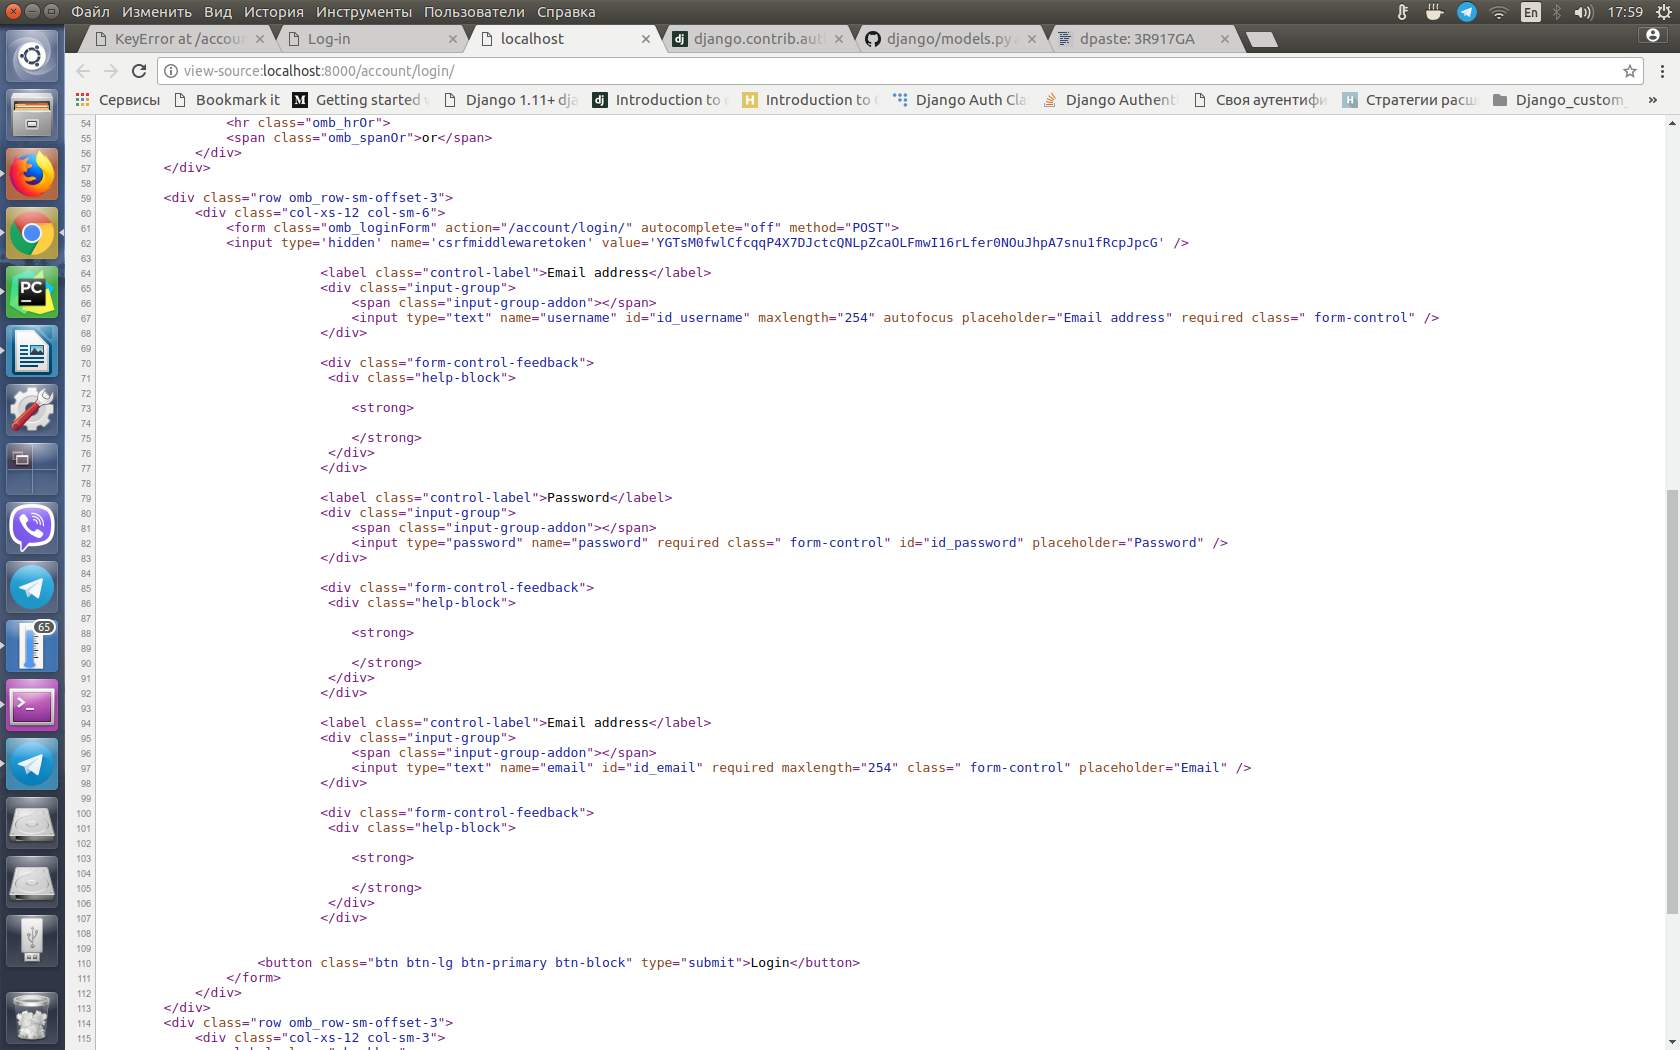 Файл Изменить Вид История Инструменты Пользователи Справка
En 17:59
KeyError at /accou
Log-in
localhost
django.contrib.aut
django/models.py a
dpaste: 3R917GA
view-source:localhost:8000/account/login/
Сервисы
Bookmark it
Getting started
Django 1.11+ dja
Introduction to
Introduction to
Django Auth Cla
Django Authent
Своя аутентифи
Стратегии расш
Django_custom_
»
54 <hr class="omb_hrOr">
55 <span class="omb_spanOr">or</span>
56 </div>
57 </div>
58
59 <div class="row omb_row-sm-offset-3">
60 <div class="col-xs-12 col-sm-6">
61 <form class="omb_loginForm" action="/account/login/" autocomplete="off" method="POST">
62 <input type='hidden' name='csrfmiddlewaretoken' value='YGTsM0fwlCfcqqP4X7DJctcQNLpZcaOLFmwI16rLfer0NOuJhpA7snu1fRcpJpcG' />
63
64 <label class="control-label">Email address</label>
65 <div class="input-group">
66 <span class="input-group-addon"></span>
67 <input type="text" name="username" id="id_username" maxlength="254" autofocus placeholder="Email address" required class=" form-control" />
68 </div>
69
70 <div class="form-control-feedback">
71 <div class="help-block">
72
73 <strong>
74
75 </strong>
76 </div>
77 </div>
78
79 <label class="control-label">Password</label>
80 <div class="input-group">
81 <span class="input-group-addon"></span>
82 <input type="password" name="password" required class=" form-control" id="id_password" placeholder="Password" />
83 </div>
84
85 <div class="form-control-feedback">
86 <div class="help-block">
87
88 <strong>
89
90 </strong>
91 </div>
92 </div>
93
94 <label class="control-label">Email address</label>
95 <div class="input-group">
96 <span class="input-group-addon"></span>
97 <input type="text" name="email" id="id_email" required maxlength="254" class=" form-control" placeholder="Email" />
98 </div>
99
100 <div class="form-control-feedback">
101 <div class="help-block">
102
103 <strong>
104
105 </strong>
106 </div>
107 </div>
108
109
110 <button class="btn btn-lg btn-primary btn-block" type="submit">Login</button>
111 </form>
112 </div>
113 </div>
114 <div class="row omb_row-sm-offset-3">
115 <div class="col-xs-12 col-sm-3">
PC
65